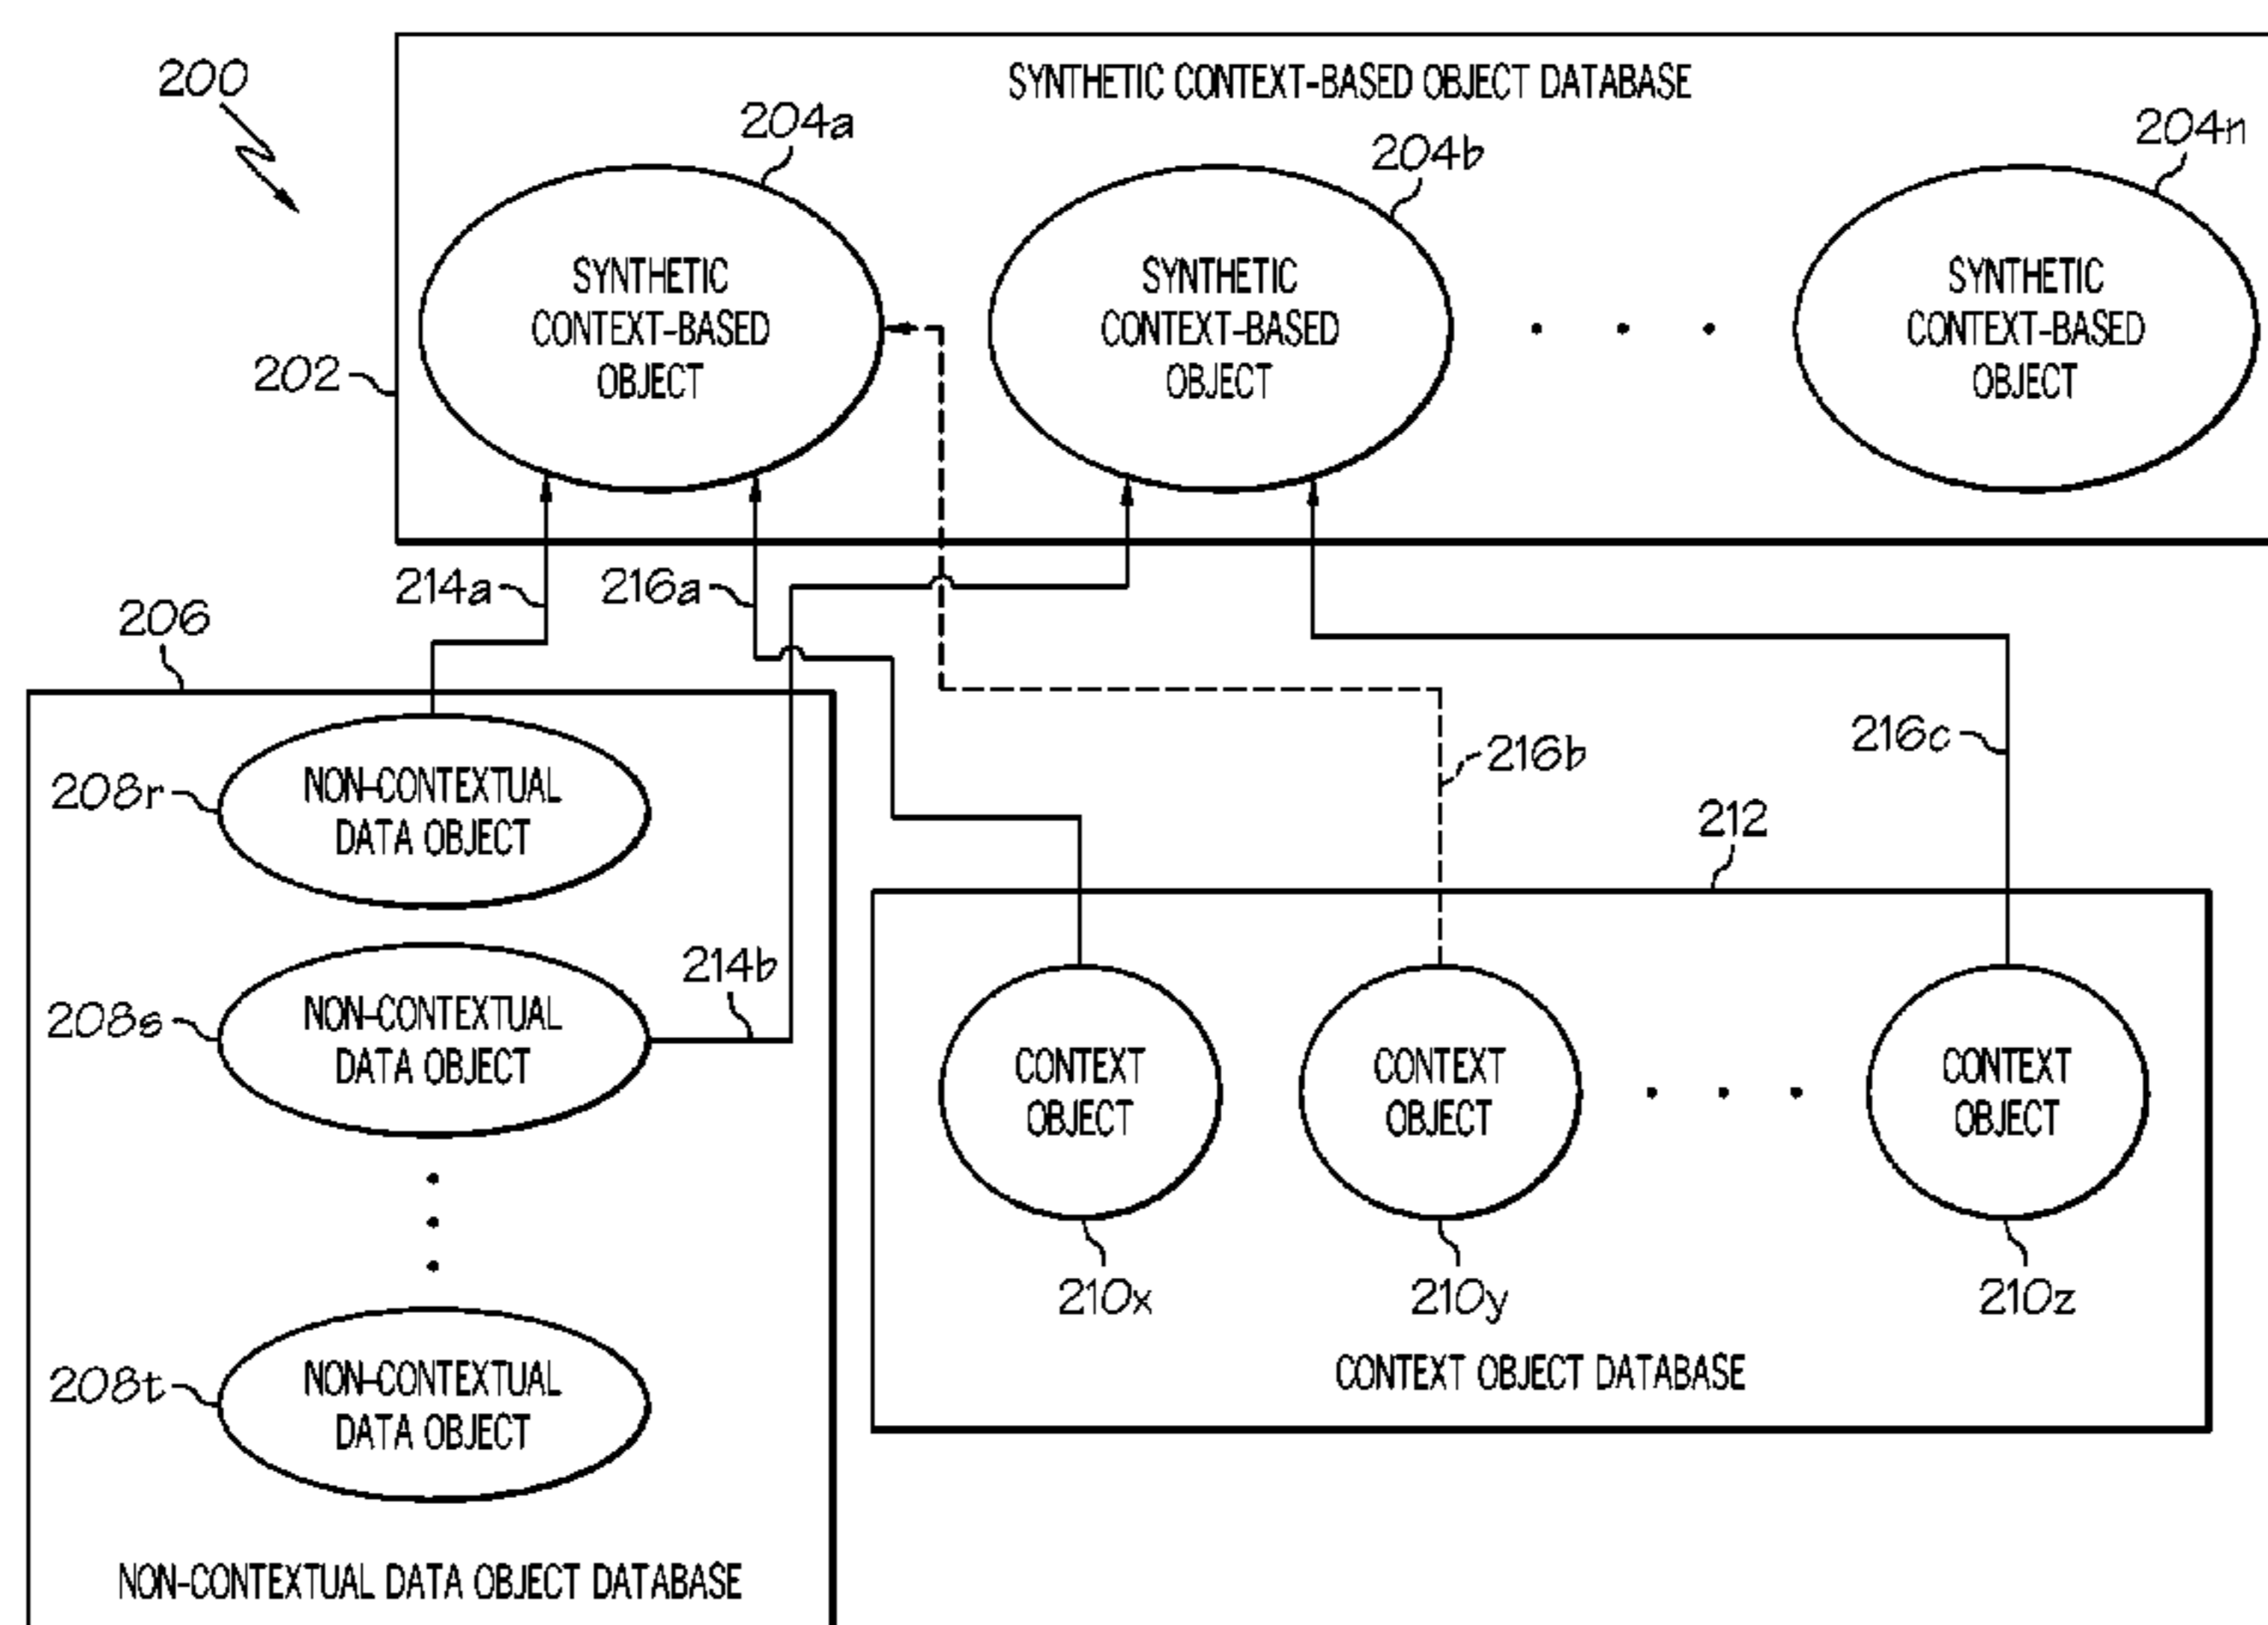 200
SYNTHETIC CONTEXT-BASED OBJECT DATABASE
204a
204b
204n
SYNTHETIC
CONTEXT-BASED
OBJECT
SYNTHETIC
CONTEXT-BASED
OBJECT
SYNTHETIC
CONTEXT-BASED
OBJECT
202
214a
216a
206
216b
216c
212
208r
NON-CONTEXTUAL
DATA OBJECT
214b
208s
NON-CONTEXTUAL
DATA OBJECT
CONTEXT
OBJECT
CONTEXT
OBJECT
CONTEXT
OBJECT
210x
210y
210z
208t
NON-CONTEXTUAL
DATA OBJECT
CONTEXT OBJECT DATABASE
NON-CONTEXTUAL DATA OBJECT DATABASE